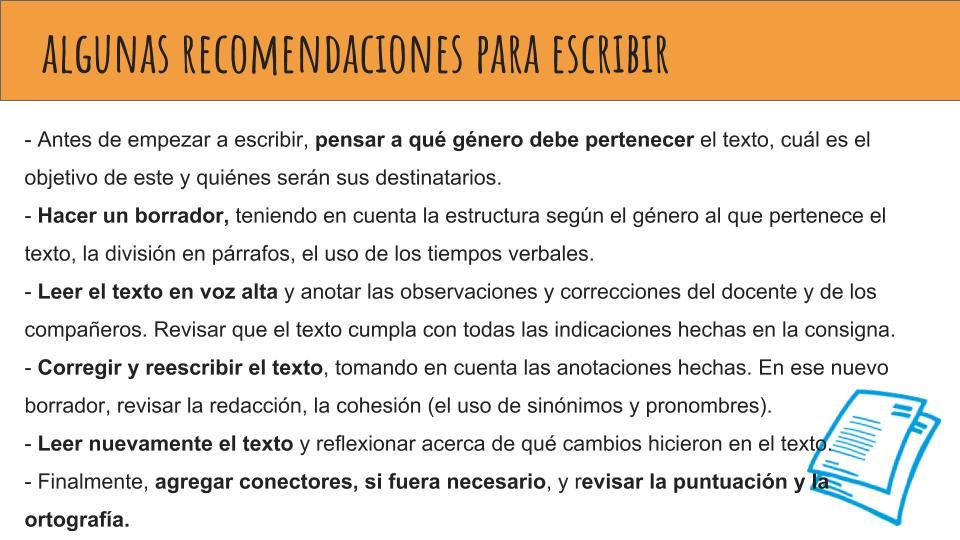 ALGUNAS RECOMENDACIONES PARA ESCRIBIR
- Antes de empezar a escribir, pensar a qué género debe pertenecer el texto, cuál es el
objetivo de este y quiénes serán sus destinatarios.
- Hacer un borrador, teniendo en cuenta la estructura según el género al que pertenece el
texto, la división en párrafos, el uso de los tiempos verbales.
- Leer el texto en voz alta y anotar las observaciones y correcciones del docente y de los
compañeros. Revisar que el texto cumpla con todas las indicaciones hechas en la consigna.
- Corregir y reescribir el texto, tomando en cuenta las anotaciones hechas. En ese nuevo
borrador, revisar la redacción, la cohesión (el uso de sinónimos y pronombres).
- Leer nuevamente el texto y reflexionar acerca de qué cambios hicieron en el texto.
- Finalmente, agregar conectores, si fuera necesario, y revisar la puntuación y la
ortografía.